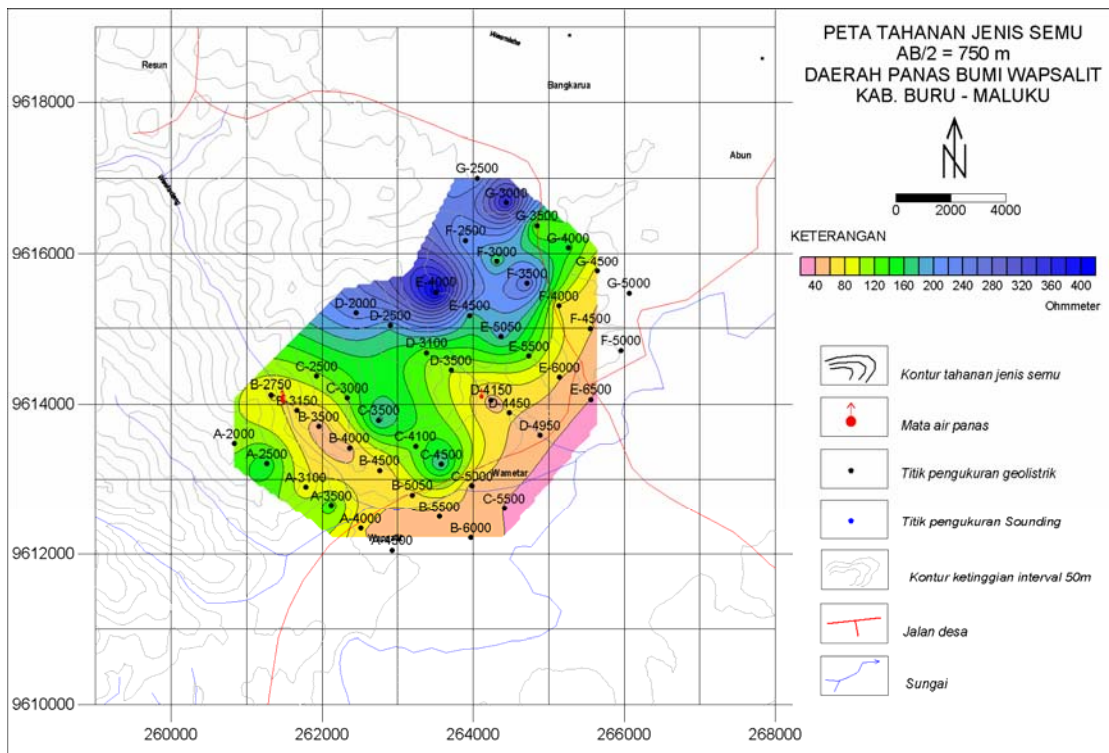 PETA TAHANAN JENIS SEMU
AB/2 = 750 m
DAERAH PANAS BUMI WAPSALIT
KAB. BURU - MALUKU
N
0 2000 4000
KETERANGAN
40 80 120 160 200 240 280 320 360 400
Ohmmeter
Kontur tahanan jenis semu
Mata air panas
Titik pengukuran geolistrik
Titik pengukuran Sounding
Kontur ketinggian interval 50m
Jalan desa
Sungai
9618000
9616000
9614000
9612000
9610000
260000 262000 264000 266000 268000
Resun
Bangkarua
Abun
Wametar
G-2500
G-3000
G-3500
G-4000
G-4500
G-5000
F-2500
F-3000
F-3500
F-4000
F-4500
F-5000
E-4000
E-4500
E-5050
E-5500
E-6000
E-6500
D-2000
D-2500
D-3100
D-3500
D-4150
D-4450
D-4950
C-2500
C-3000
C-3500
C-4100
C-4500
C-5000
C-5500
B-2750
B-3150
B-3500
B-4000
B-4500
B-5050
B-5500
B-6000
A-2000
A-2500
A-3100
A-3500
A-4000
A-4500